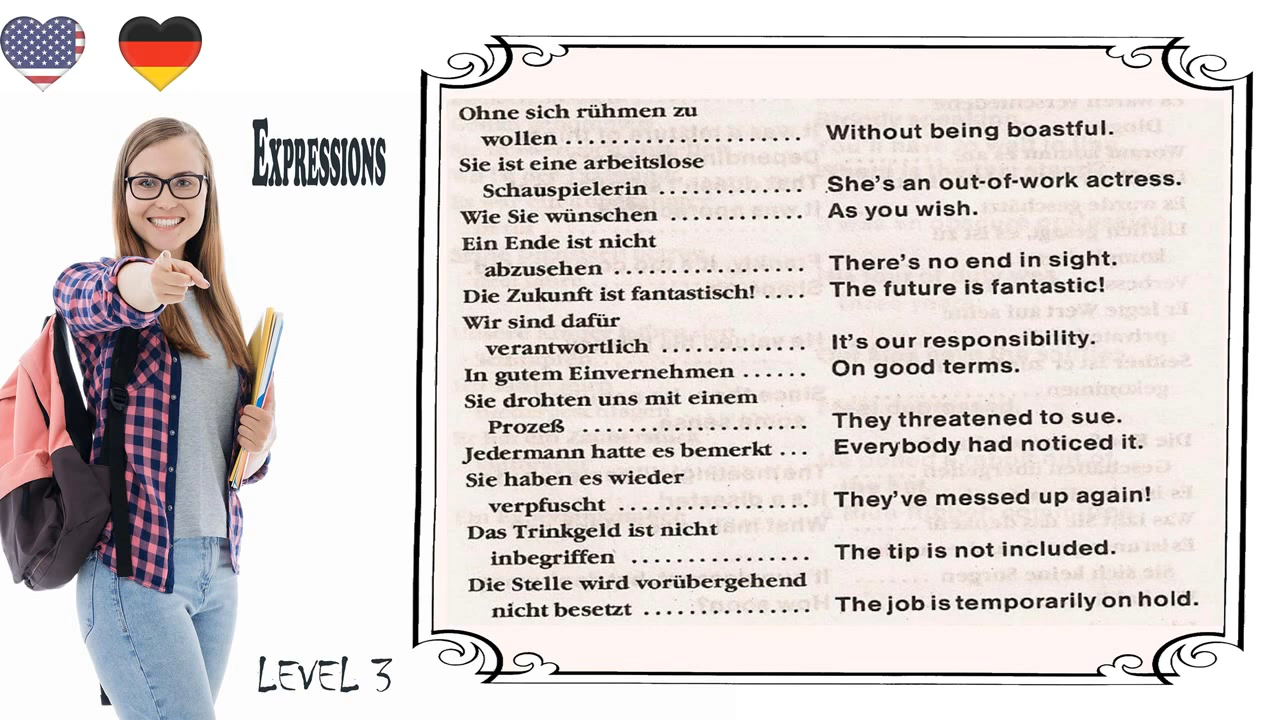 EXPRESSIONS
LEVEL 3
Ohne sich rühmen zu
wollen .................... Without being boastful.
Sie ist eine arbeitslose
Schauspielerin ............. She's an out-of-work actress.
Wie Sie wünschen ........... As you wish.
Ein Ende ist nicht
abzusehen ................. There's no end in sight.
Die Zukunft ist fantastisch! .... The future is fantastic!
Wir sind dafür
verantwortlich ............. It's our responsibility.
In gutem Einvernehmen ...... On good terms.
Sie drohten uns mit einem
Prozeß .................... They threatened to sue.
Jedermann hatte es bemerkt ... Everybody had noticed it.
Sie haben es wieder
verpfuscht ................. They've messed up again!
Das Trinkgeld ist nicht
inbegriffen ................ The tip is not included.
Die Stelle wird vorübergehend
nicht besetzt ............... The job is temporarily on hold.